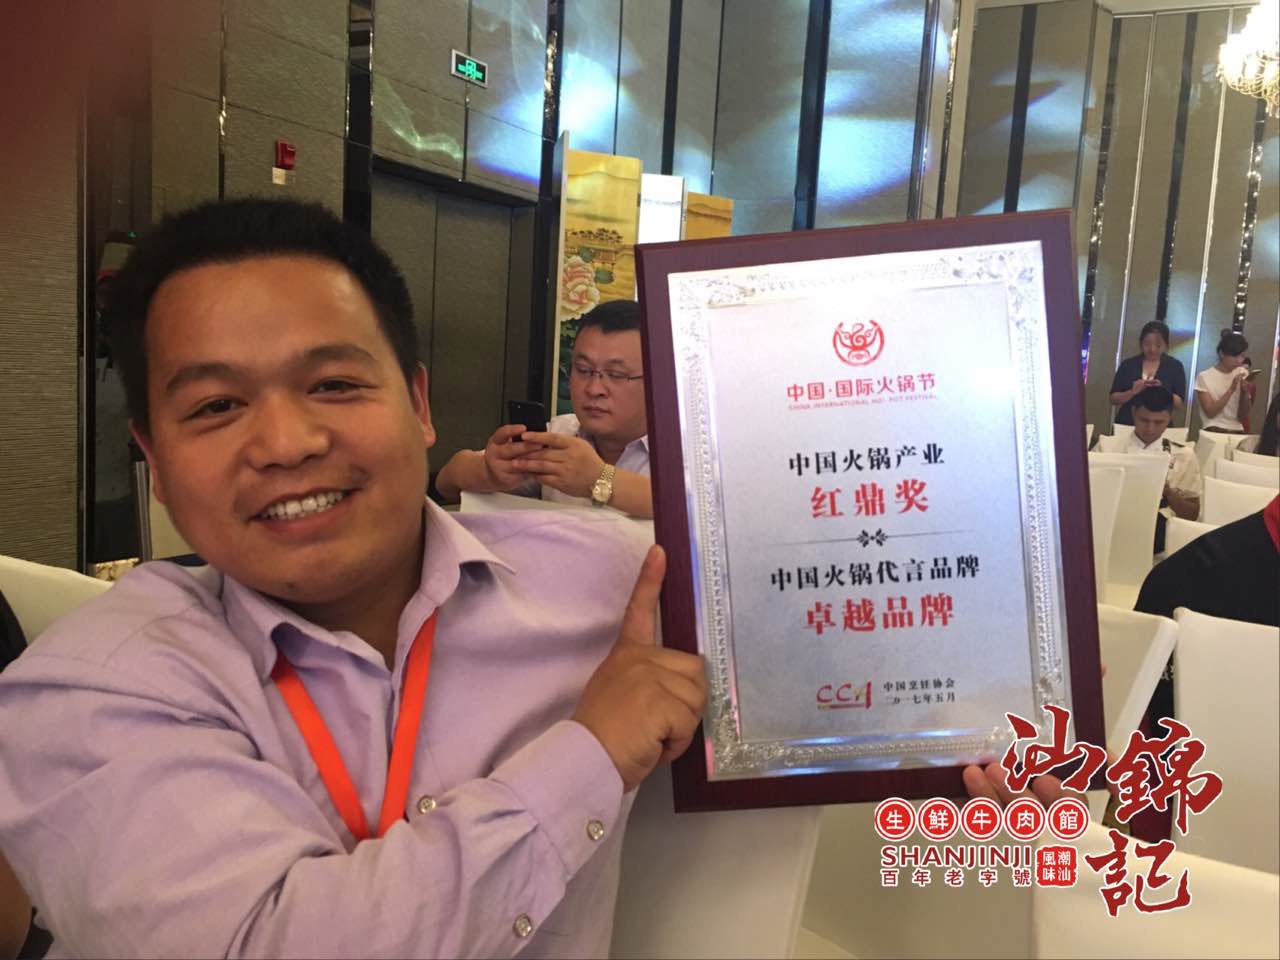 中国·国际火锅节
CHINA INTERNATIONAL HOT POT FESTIVAL
中国火锅产业
红鼎奖
中国火锅代言品牌
卓越品牌
CCA 中国烹饪协会
二〇一七年五月
汕錦記
生鮮牛肉館
SHANJINJI
百年老字號
潮汕風味